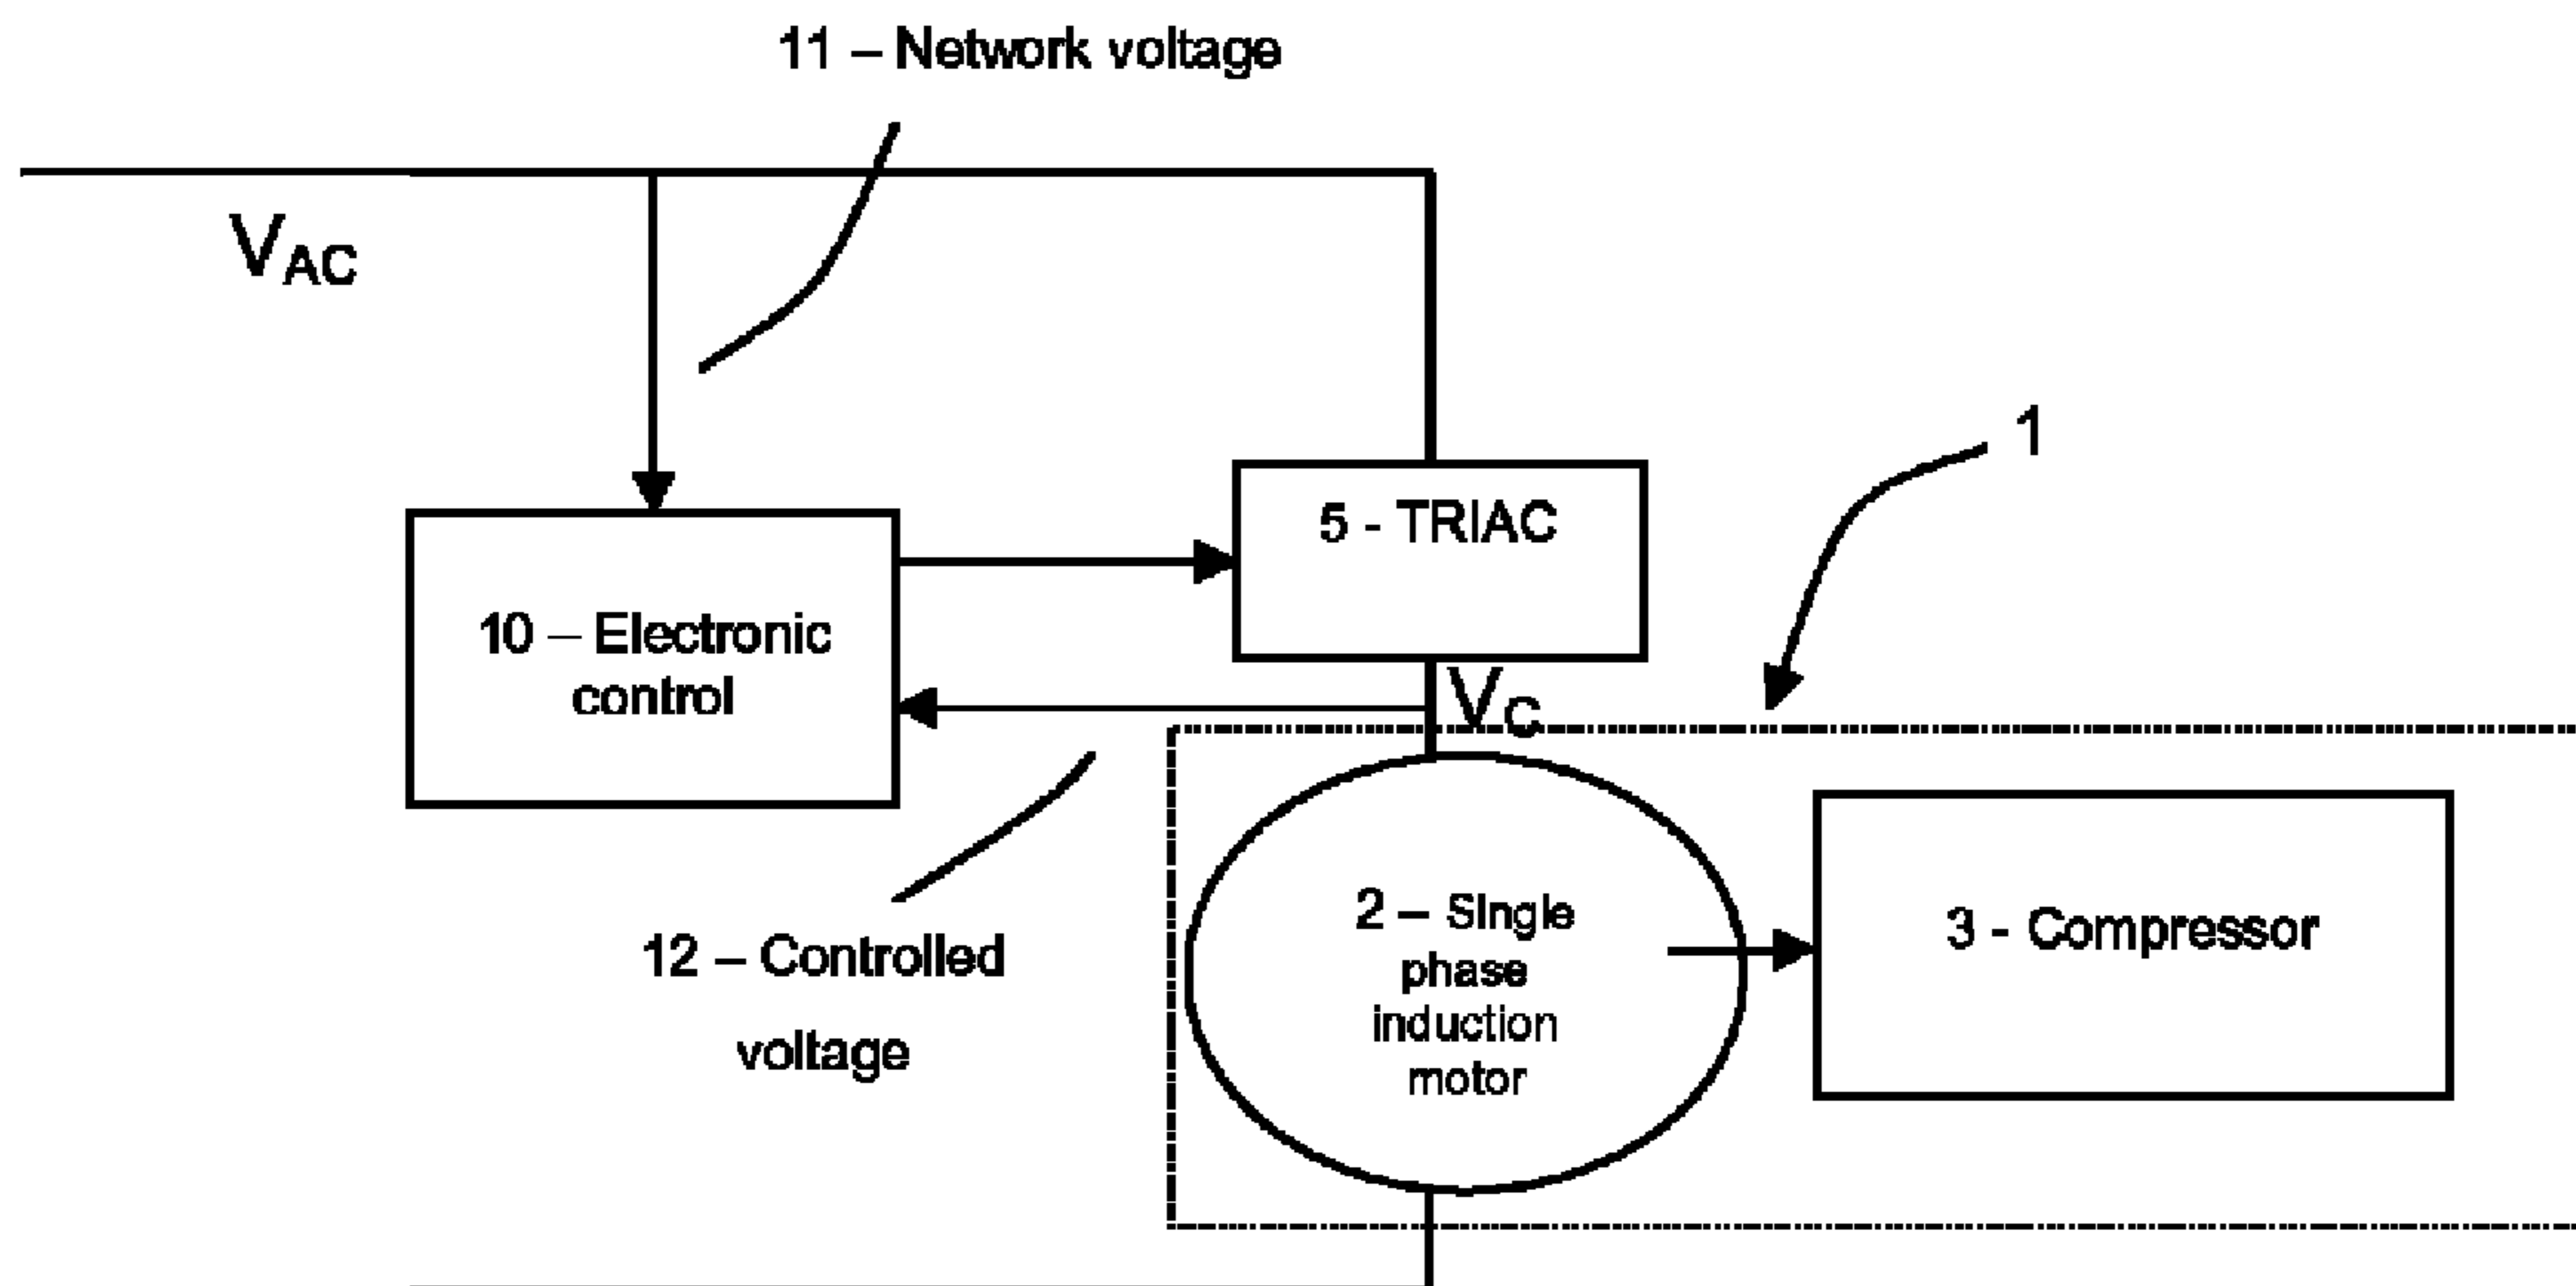 11 – Network voltage
VAC
1
5 - TRIAC
10 – Electronic
control
VC
12 – Controlled
voltage
2 – Single
phase
induction
motor
3 - Compressor